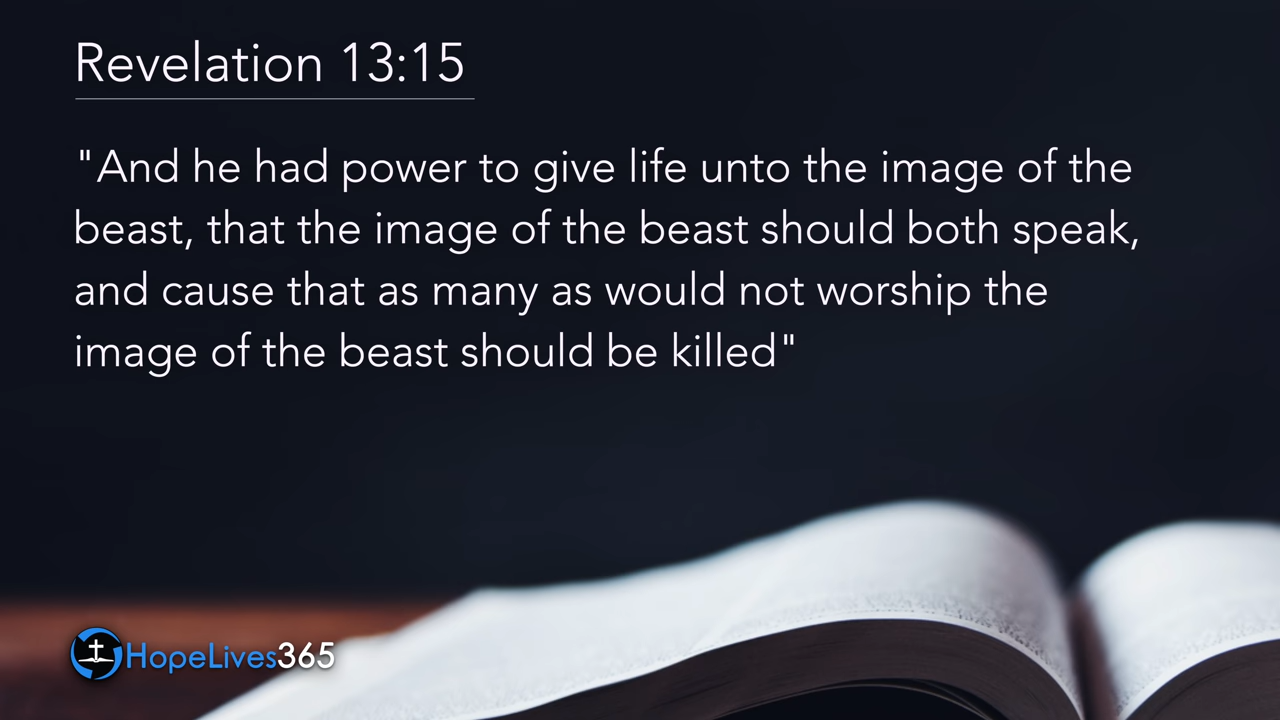 Revelation 13:15
"And he had power to give life unto the image of the
beast, that the image of the beast should both speak,
and cause that as many as would not worship the
image of the beast should be killed"
HopeLives365